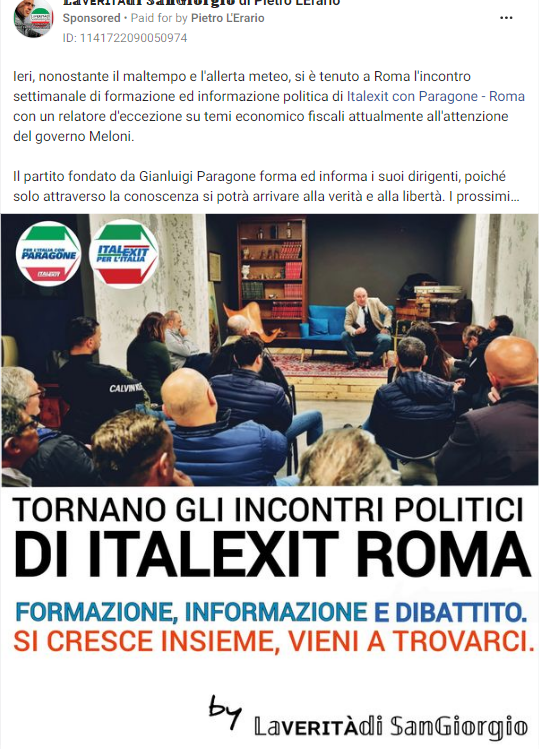 LaVERITÀdi SanGiorgio di Pietro L'Erario
Sponsored • Paid for by Pietro L'Erario
ID: 1141722090050974
Ieri, nonostante il maltempo e l'allerta meteo, si è tenuto a Roma l'incontro
settimanale di formazione ed informazione politica di Italexit con Paragone - Roma
con un relatore d'eccezione su temi economico fiscali attualmente all'attenzione
del governo Meloni.
Il partito fondato da Gianluigi Paragone forma ed informa i suoi dirigenti, poiché
solo attraverso la conoscenza si potrà arrivare alla verità e alla libertà. I prossimi...
PER L'ITALIA CON
PARAGONE
ITALEXIT
ITALEXIT
PER L'ITALIA
CALVIN K
TORNANO GLI INCONTRI POLITICI
DI ITALEXIT ROMA
FORMAZIONE, INFORMAZIONE E DIBATTITO.
SI CRESCE INSIEME, VIENI A TROVARCI.
by LaVERITÀdi SanGiorgio